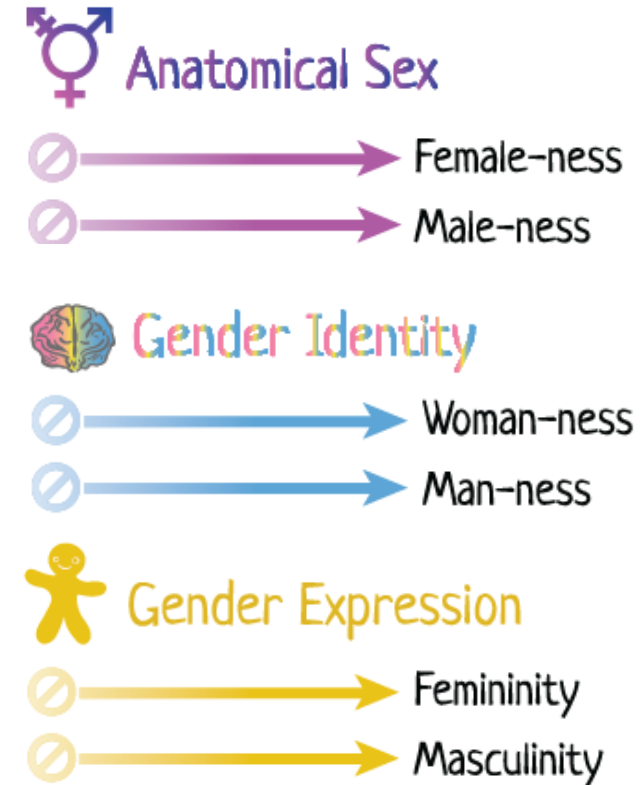 Anatomical Sex
Female-ness
Male-ness
Gender Identity
Woman-ness
Man-ness
Gender Expression
Femininity
Masculinity